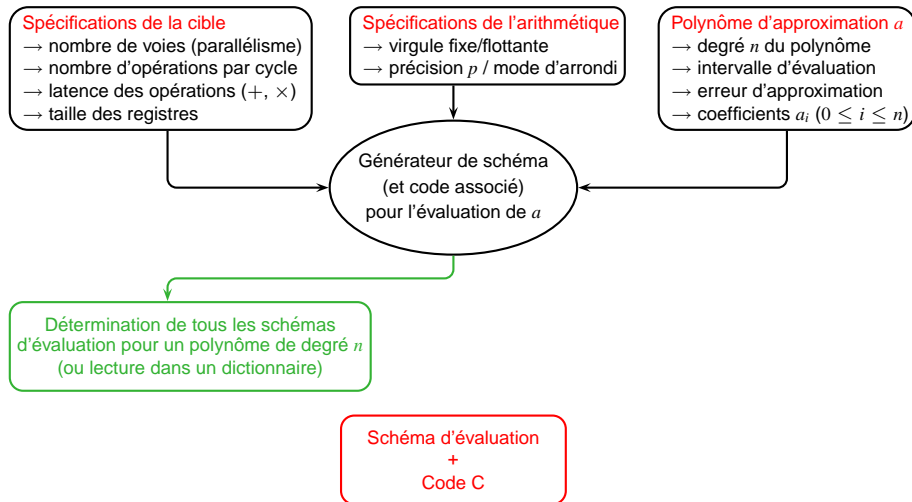 Spécifications de la cible
→ nombre de voies (parallélisme)
→ nombre d'opérations par cycle
→ latence des opérations (+, ×)
→ taille des registres
Spécifications de l'arithmétique
→ virgule fixe/flottante
→ précision p / mode d'arrondi
Polynôme d'approximation a
→ degré n du polynôme
→ intervalle d'évaluation
→ erreur d'approximation
→ coefficients aᵢ (0 ≤ i ≤ n)
Générateur de schéma
(et code associé)
pour l'évaluation de a
Détermination de tous les schémas
d'évaluation pour un polynôme de degré n
(ou lecture dans un dictionnaire)
Schéma d'évaluation
+
Code C